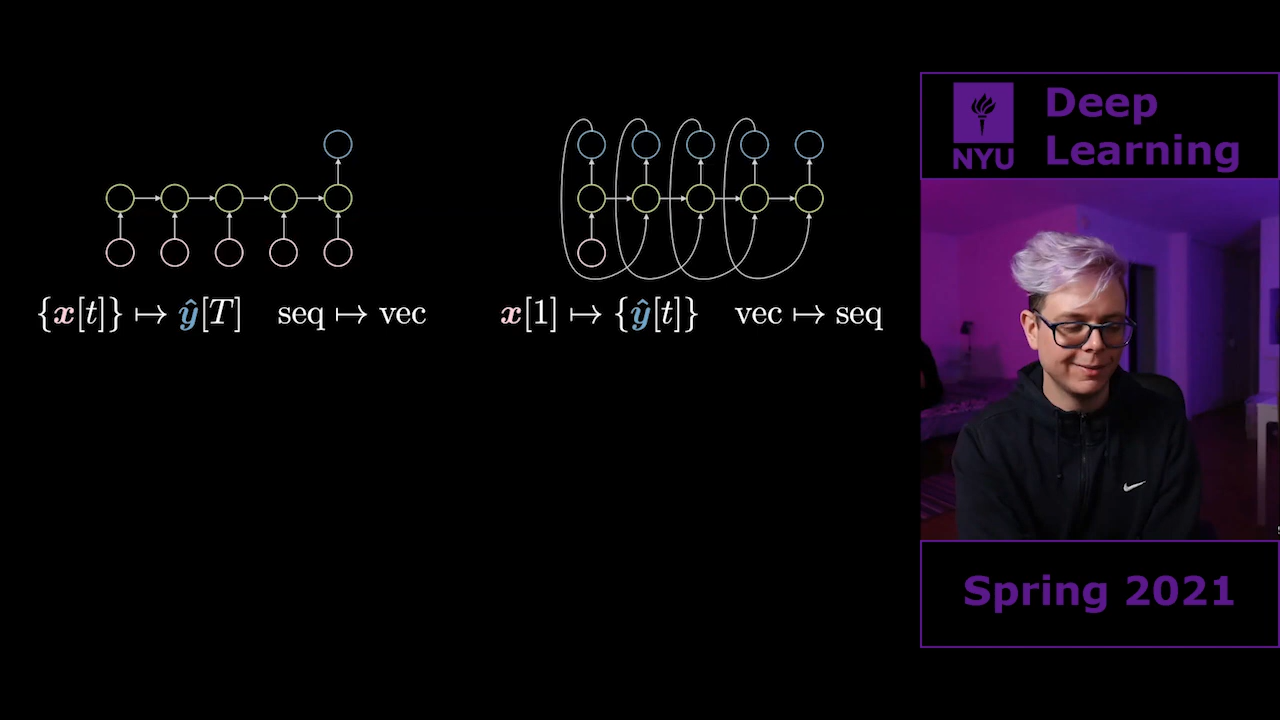 {x[t]} ↦ ŷ[T] seq ↦ vec
x[1] ↦ {ŷ[t]} vec ↦ seq
NYU
Deep
Learning
Spring 2021